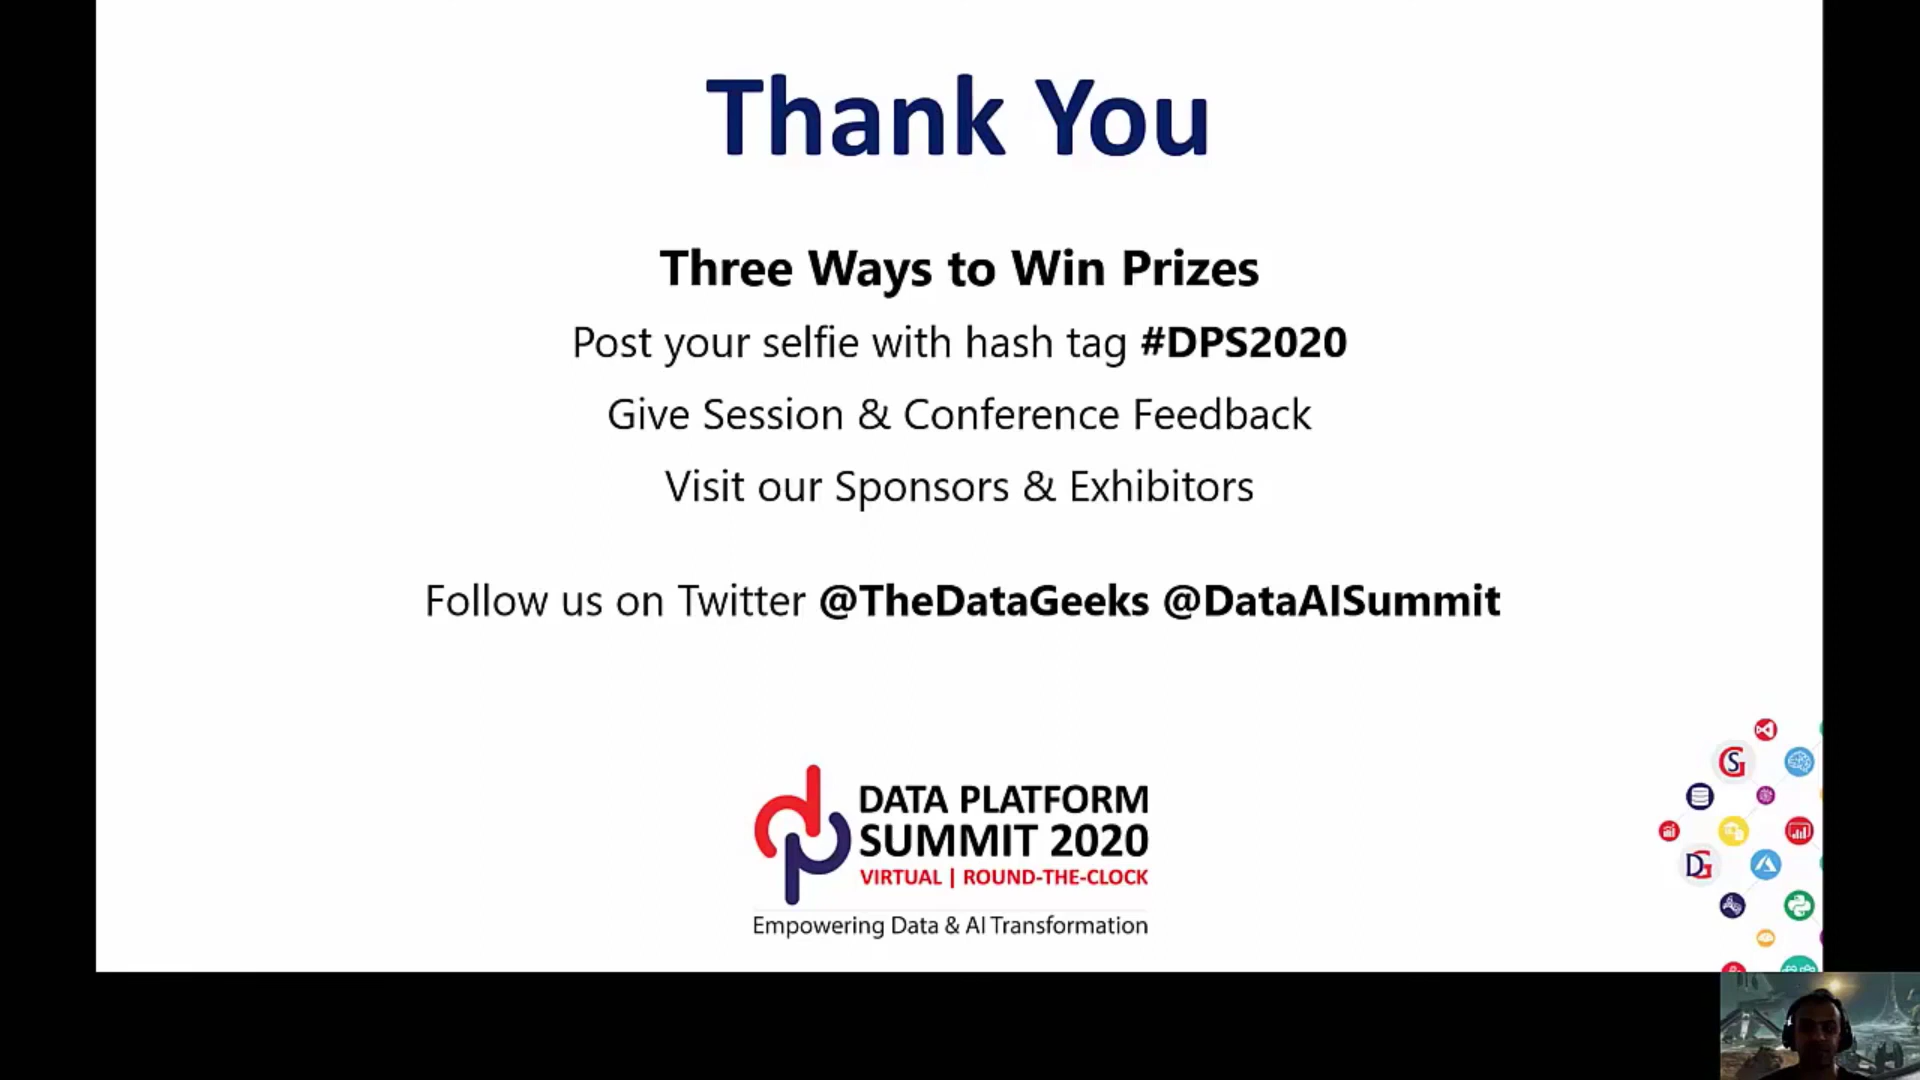 Thank You
Three Ways to Win Prizes
Post your selfie with hash tag #DPS2020
Give Session & Conference Feedback
Visit our Sponsors & Exhibitors
Follow us on Twitter @TheDataGeeks @DataAISummit
DATA PLATFORM
SUMMIT 2020
VIRTUAL | ROUND-THE-CLOCK
Empowering Data & AI Transformation
SG
DG